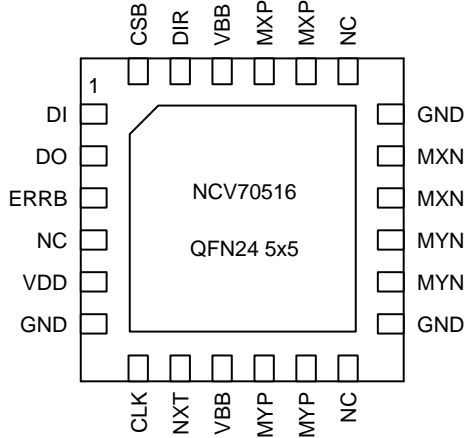 CSB
DIR
VBB
MXP
MXP
NC
1
DI
DO
ERRB
NC
VDD
GND
NCV70516
QFN24 5x5
GND
MXN
MXN
MYN
MYN
GND
CLK
NXT
VBB
MYP
MYP
NC